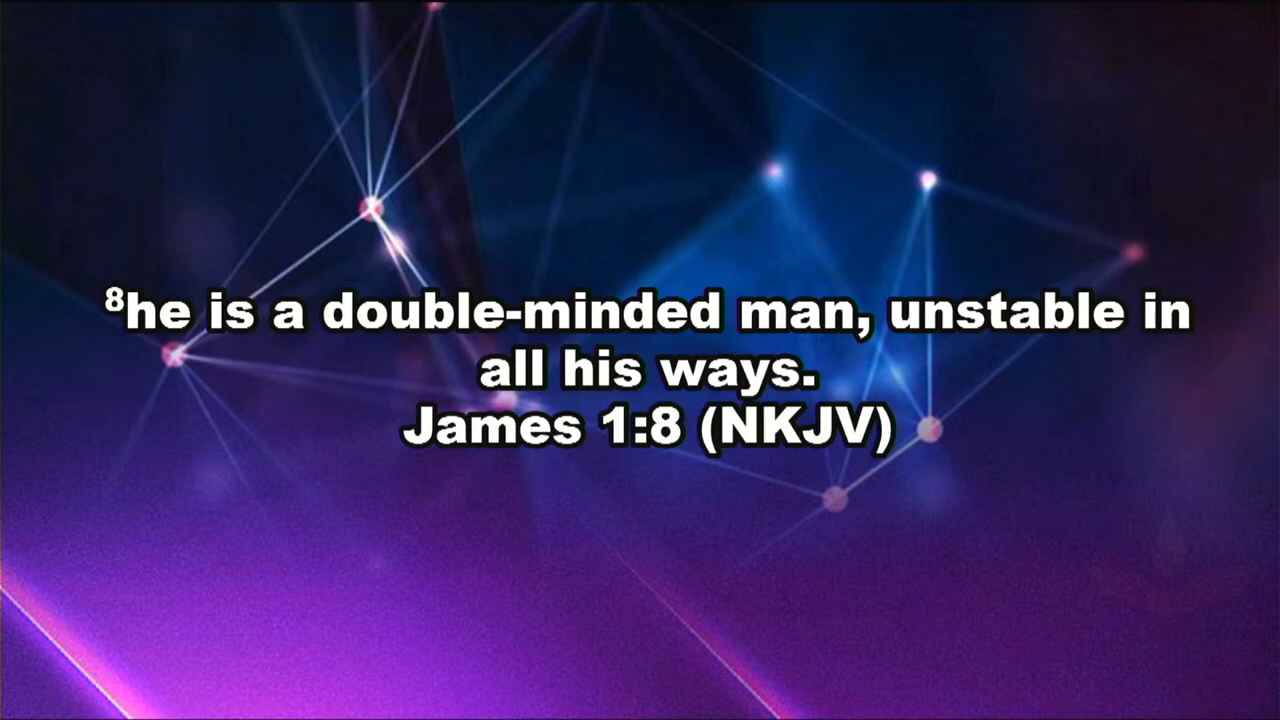 ⁸he is a double-minded man, unstable in
all his ways.
James 1:8 (NKJV)